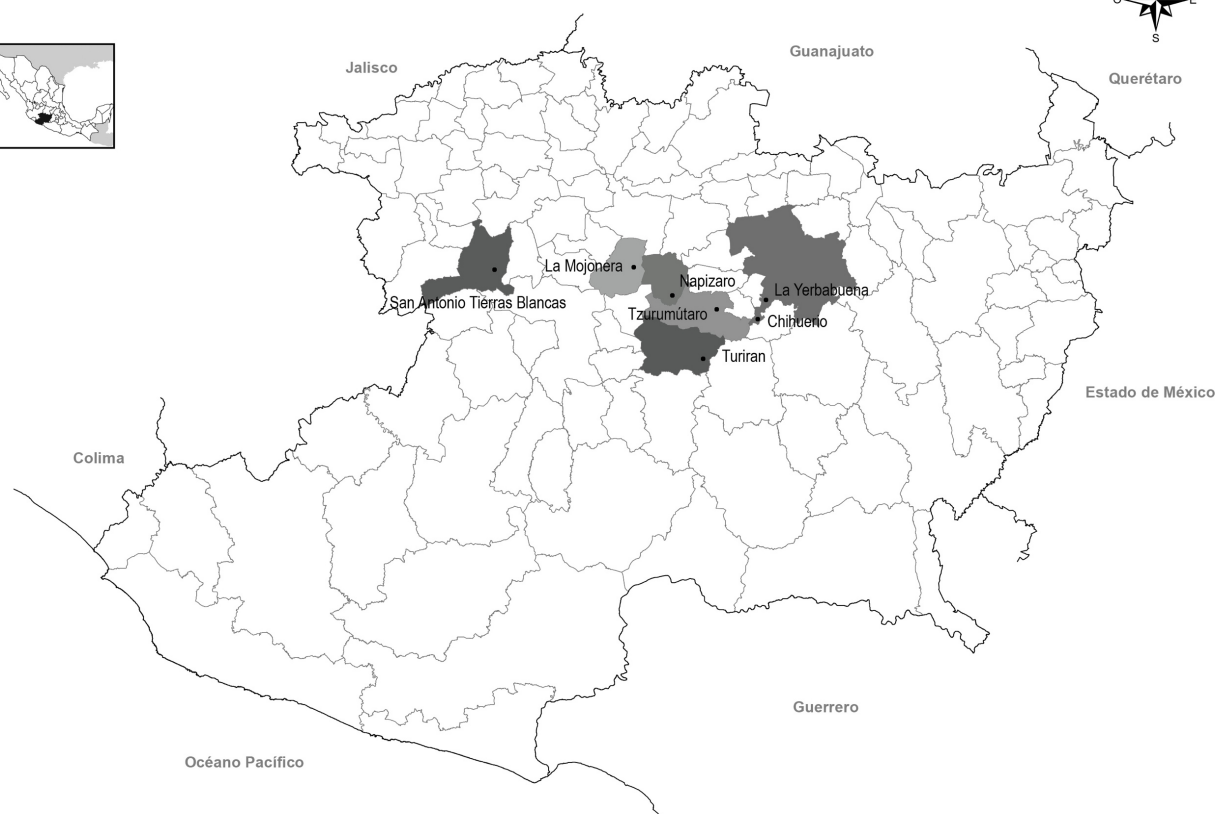 O
E
S
Guanajuato
Jalisco
Querétaro
La Mojonera
Napizaro
La Yerbabuena
San Antonio Tierras Blancas
Tzurumútaro
Chihuerio
Turiran
Estado de México
Colima
Guerrero
Océano Pacífico